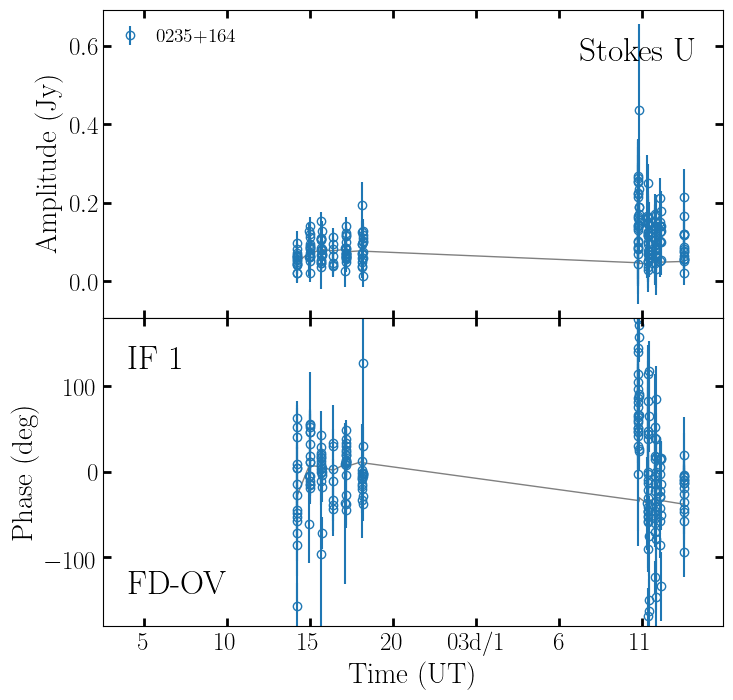 0235+164
Stokes U
0.6
0.4
0.2
0.0
Amplitude (Jy)
IF 1
100
0
−100
Phase (deg)
FD-OV
5 10 15 20 03d/1 6 11
Time (UT)